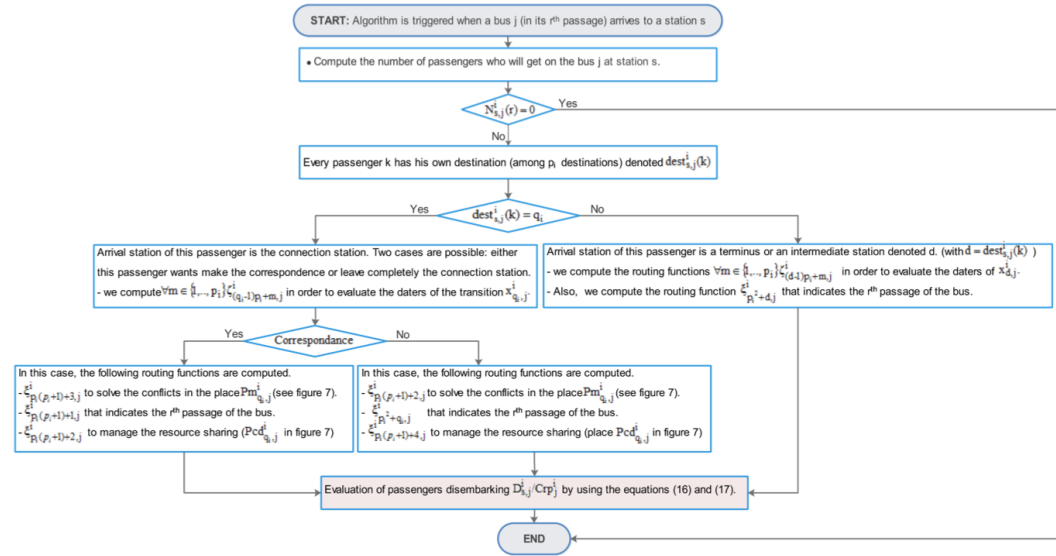 START: Algorithm is triggered when a bus j (in its rᵗʰ passage) arrives to a station s
• Compute the number of passengers who will get on the bus j at station s.
N^i_{s,j}(r) = 0
Yes
No
Every passenger k has his own destination (among p_i destinations) denoted dest^i_{s,j}(k)
dest^i_{s,j}(k) = q_i
Yes
No
Arrival station of this passenger is the connection station. Two cases are possible: either
this passenger wants make the correspondence or leave completely the connection station.
- we compute ∀m ∈ {1,..., p_i} ζ^i_{(q_i-1)p_i+m,j} in order to evaluate the daters of the transition x^i_{q_i,j}.
Arrival station of this passenger is a terminus or an intermediate station denoted d. (with d = dest^i_{s,j}(k) )
- we compute the routing functions ∀m ∈ {1,..., p_i} ζ^i_{(d-1)p_i+m,j} in order to evaluate the daters of x^i_{d,j}.
- Also, we compute the routing function ξ^i_{p_i²+d,j} that indicates the rᵗʰ passage of the bus.
Correspondance
Yes
No
In this case, the following routing functions are computed.
- ξ^i_{p_i(p_i+1)+3,j} to solve the conflicts in the place Pm^i_{q_i,j} (see figure 7).
- ξ^i_{p_i(p_i+1)+1,j} that indicates the rᵗʰ passage of the bus.
- ξ^i_{p_i(p_i+1)+2,j} to manage the resource sharing (Pcd^i_{q_i,j} in figure 7)
In this case, the following routing functions are computed.
- ξ^i_{p_i(p_i+1)+2,j} to solve the conflicts in the place Pm^i_{q_i,j} (see figure 7).
- ξ^i_{p_i²+q_i,j} that indicates the rᵗʰ passage of the bus.
- ξ^i_{p_i(p_i+1)+4,j} to manage the resource sharing (place Pcd^i_{q_i,j} in figure 7)
Evaluation of passengers disembarking D^i_{s,j}/Crp^i_j by using the equations (16) and (17).
END